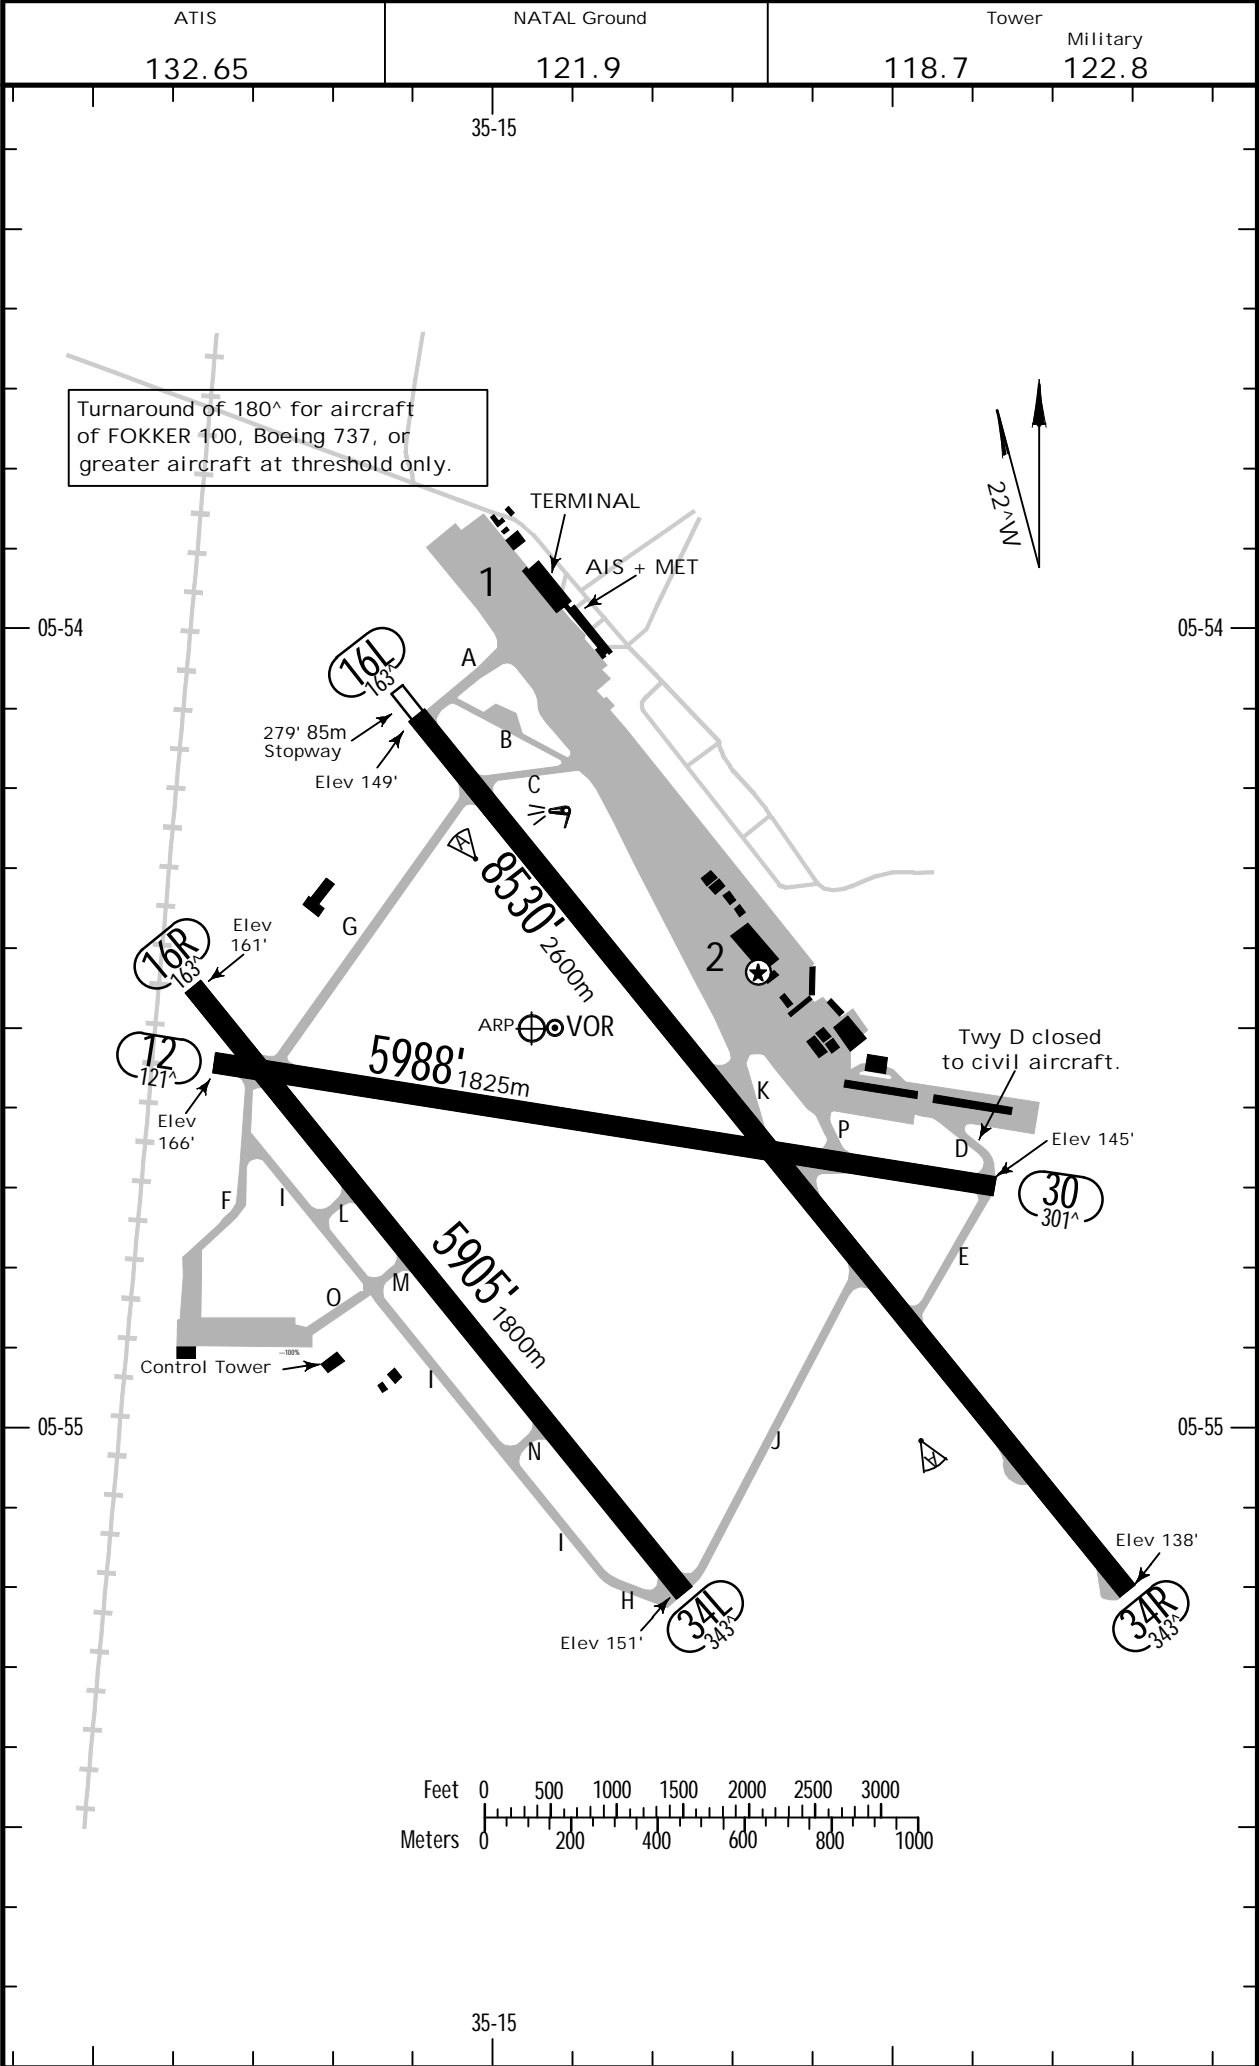 ATIS
NATAL Ground
Tower
Military
132.65
121.9
118.7
122.8
35-15
Turnaround of 180^ for aircraft
of FOKKER 100, Boeing 737, or
greater aircraft at threshold only.
22^W
TERMINAL
AIS + MET
1
05-54
05-54
A
16L
163^
279' 85m
Stopway
Elev 149'
B
C
A
8530' 2600m
G
Elev
161'
16R
163^
2
ARP
VOR
12
121^
5988' 1825m
Elev
166'
Twy D closed
to civil aircraft.
K
P
D
Elev 145'
30
301^
F
I
L
E
O
M
5905' 1800m
—100%
Control Tower
I
05-55
05-55
N
J
A
I
Elev 138'
H
34L
343^
34R
343^
Elev 151'
Feet 0 500 1000 1500 2000 2500 3000
Meters 0 200 400 600 800 1000
35-15